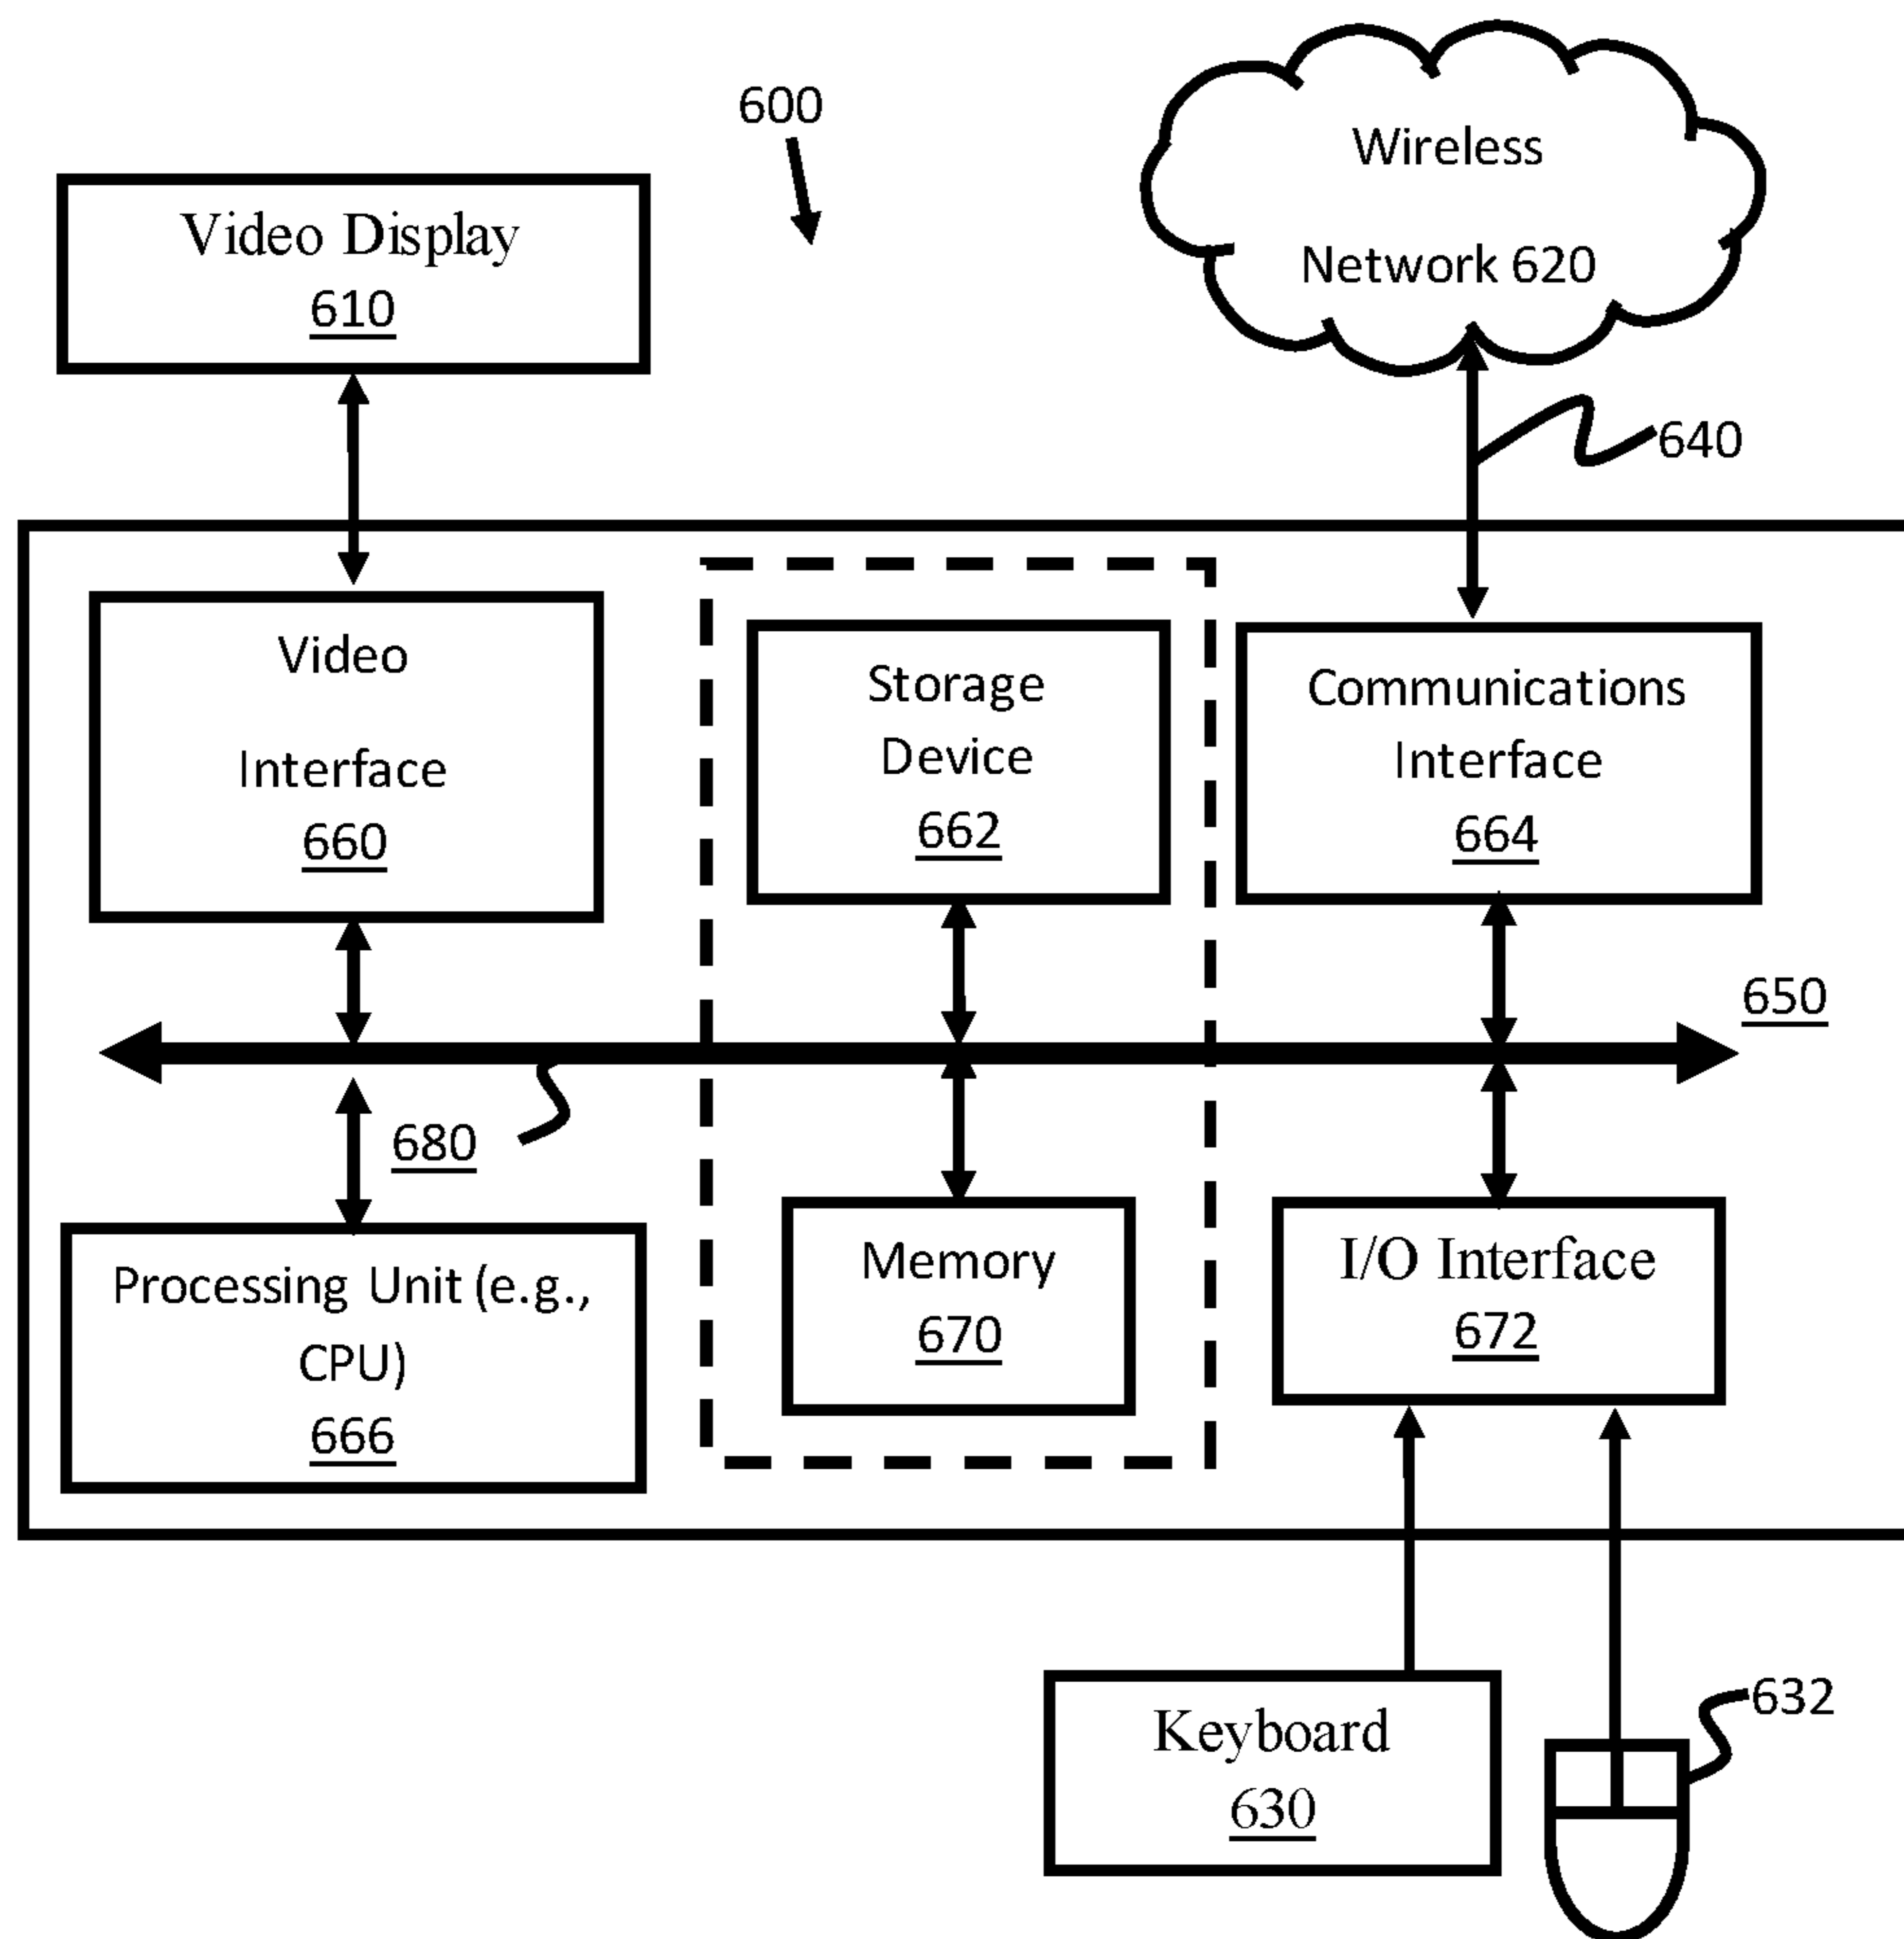 600
Wireless
Network 620
Video Display
610
640
Video
Interface
660
Storage
Device
662
Communications
Interface
664
650
680
Processing Unit (e.g.,
CPU)
666
Memory
670
I/O Interface
672
Keyboard
630
632